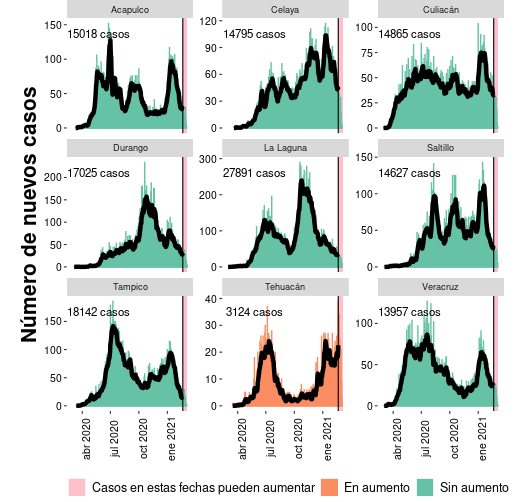 Número de nuevos casos
Acapulco
Celaya
Culiacán
150
100
50
0
15018 casos
120
90
60
30
0
14795 casos
100
75
50
25
0
14865 casos
Durango
La Laguna
Saltillo
200
150
100
50
0
17025 casos
300
200
100
0
27891 casos
150
100
50
0
14627 casos
Tampico
Tehuacán
Veracruz
150
100
50
0
18142 casos
40
30
20
10
0
3124 casos
100
50
0
13957 casos
abr 2020
jul 2020
oct 2020
ene 2021
abr 2020
jul 2020
oct 2020
ene 2021
abr 2020
jul 2020
oct 2020
ene 2021
Casos en estas fechas pueden aumentar
En aumento
Sin aumento